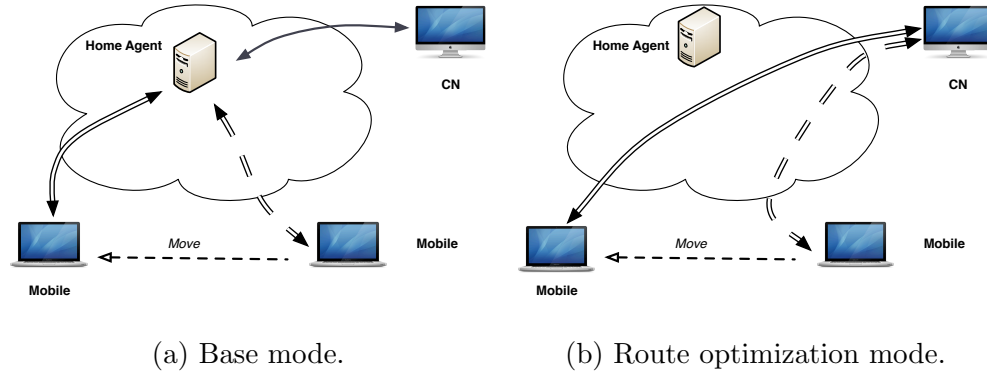 Home Agent
CN
Move
Mobile
Mobile
(a) Base mode.
Home Agent
CN
Move
Mobile
Mobile
(b) Route optimization mode.